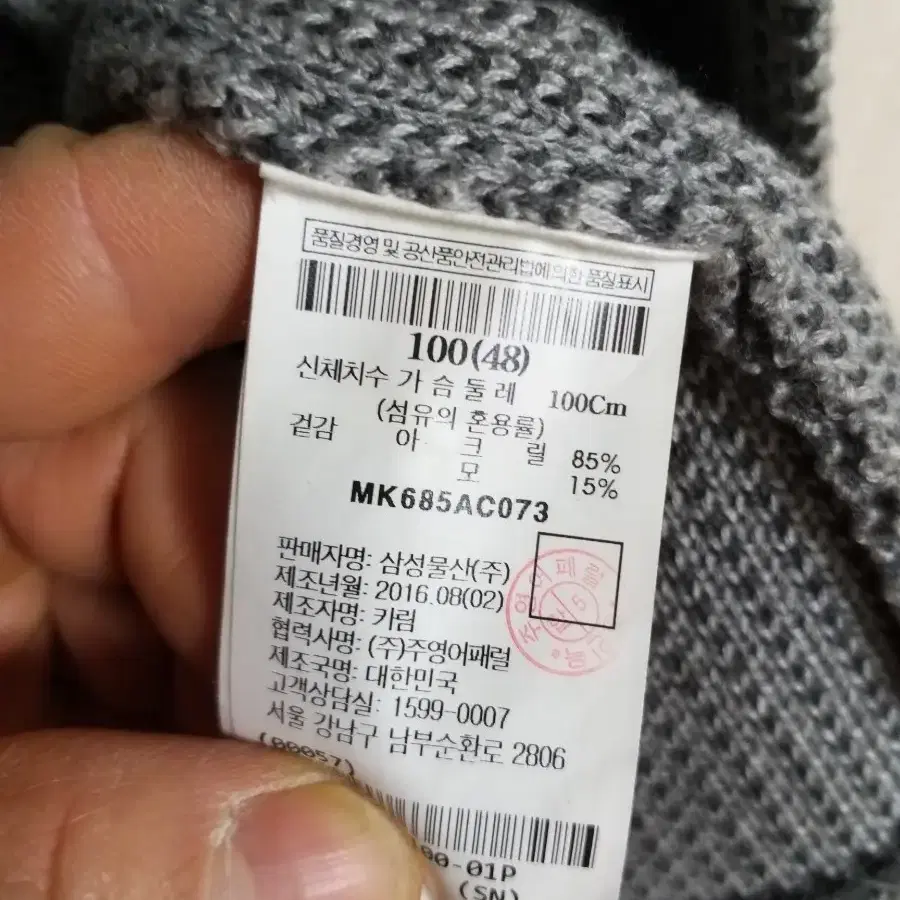 품질경영 및 공산품안전관리법에 의한 품질표시
100(48)
신체치수 가 슴 둘 레 100Cm
(섬유의 혼용률)
겉감 아 크 릴 85%
모 15%
MK685AC073
판매자명: 삼성물산(주)
제조년월: 2016.08(02)
제조자명: 카림
협력사명: (주)주영어패럴
제조국명: 대한민국
고객상담실: 1599-0007
서울 강남구 남부순환로 2806
(00057)
00-01P
(SN)